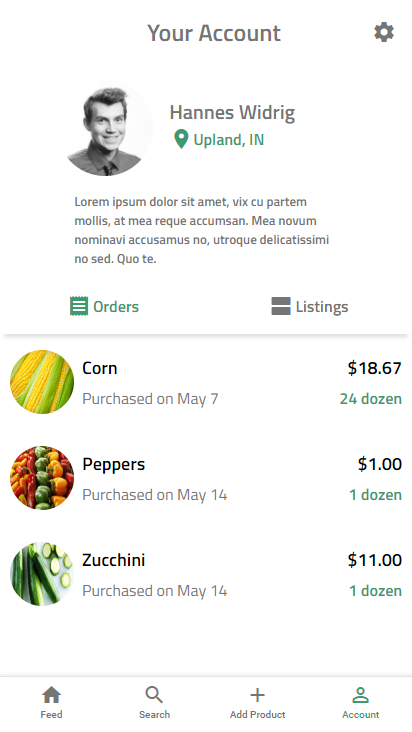 Your Account
Hannes Widrig
Upland, IN
Lorem ipsum dolor sit amet, vix cu partem
mollis, at mea reque accumsan. Mea novum
nominavi accusamus no, utroque delicatissimi
no sed. Quo te.
Orders Listings
Corn $18.67
Purchased on May 7 24 dozen
Peppers $1.00
Purchased on May 14 1 dozen
Zucchini $11.00
Purchased on May 14 1 dozen
Feed Search Add Product Account